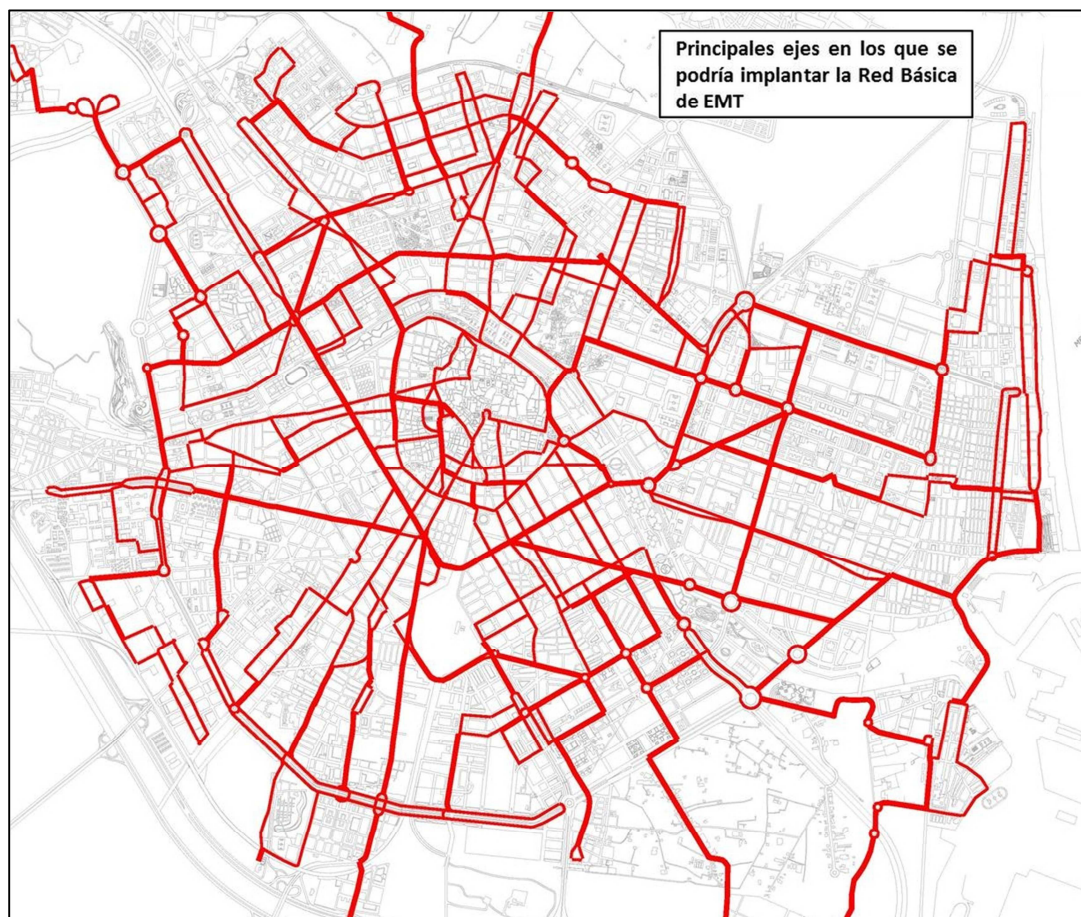 Principales ejes en los que se
podría implantar la Red Básica
de EMT